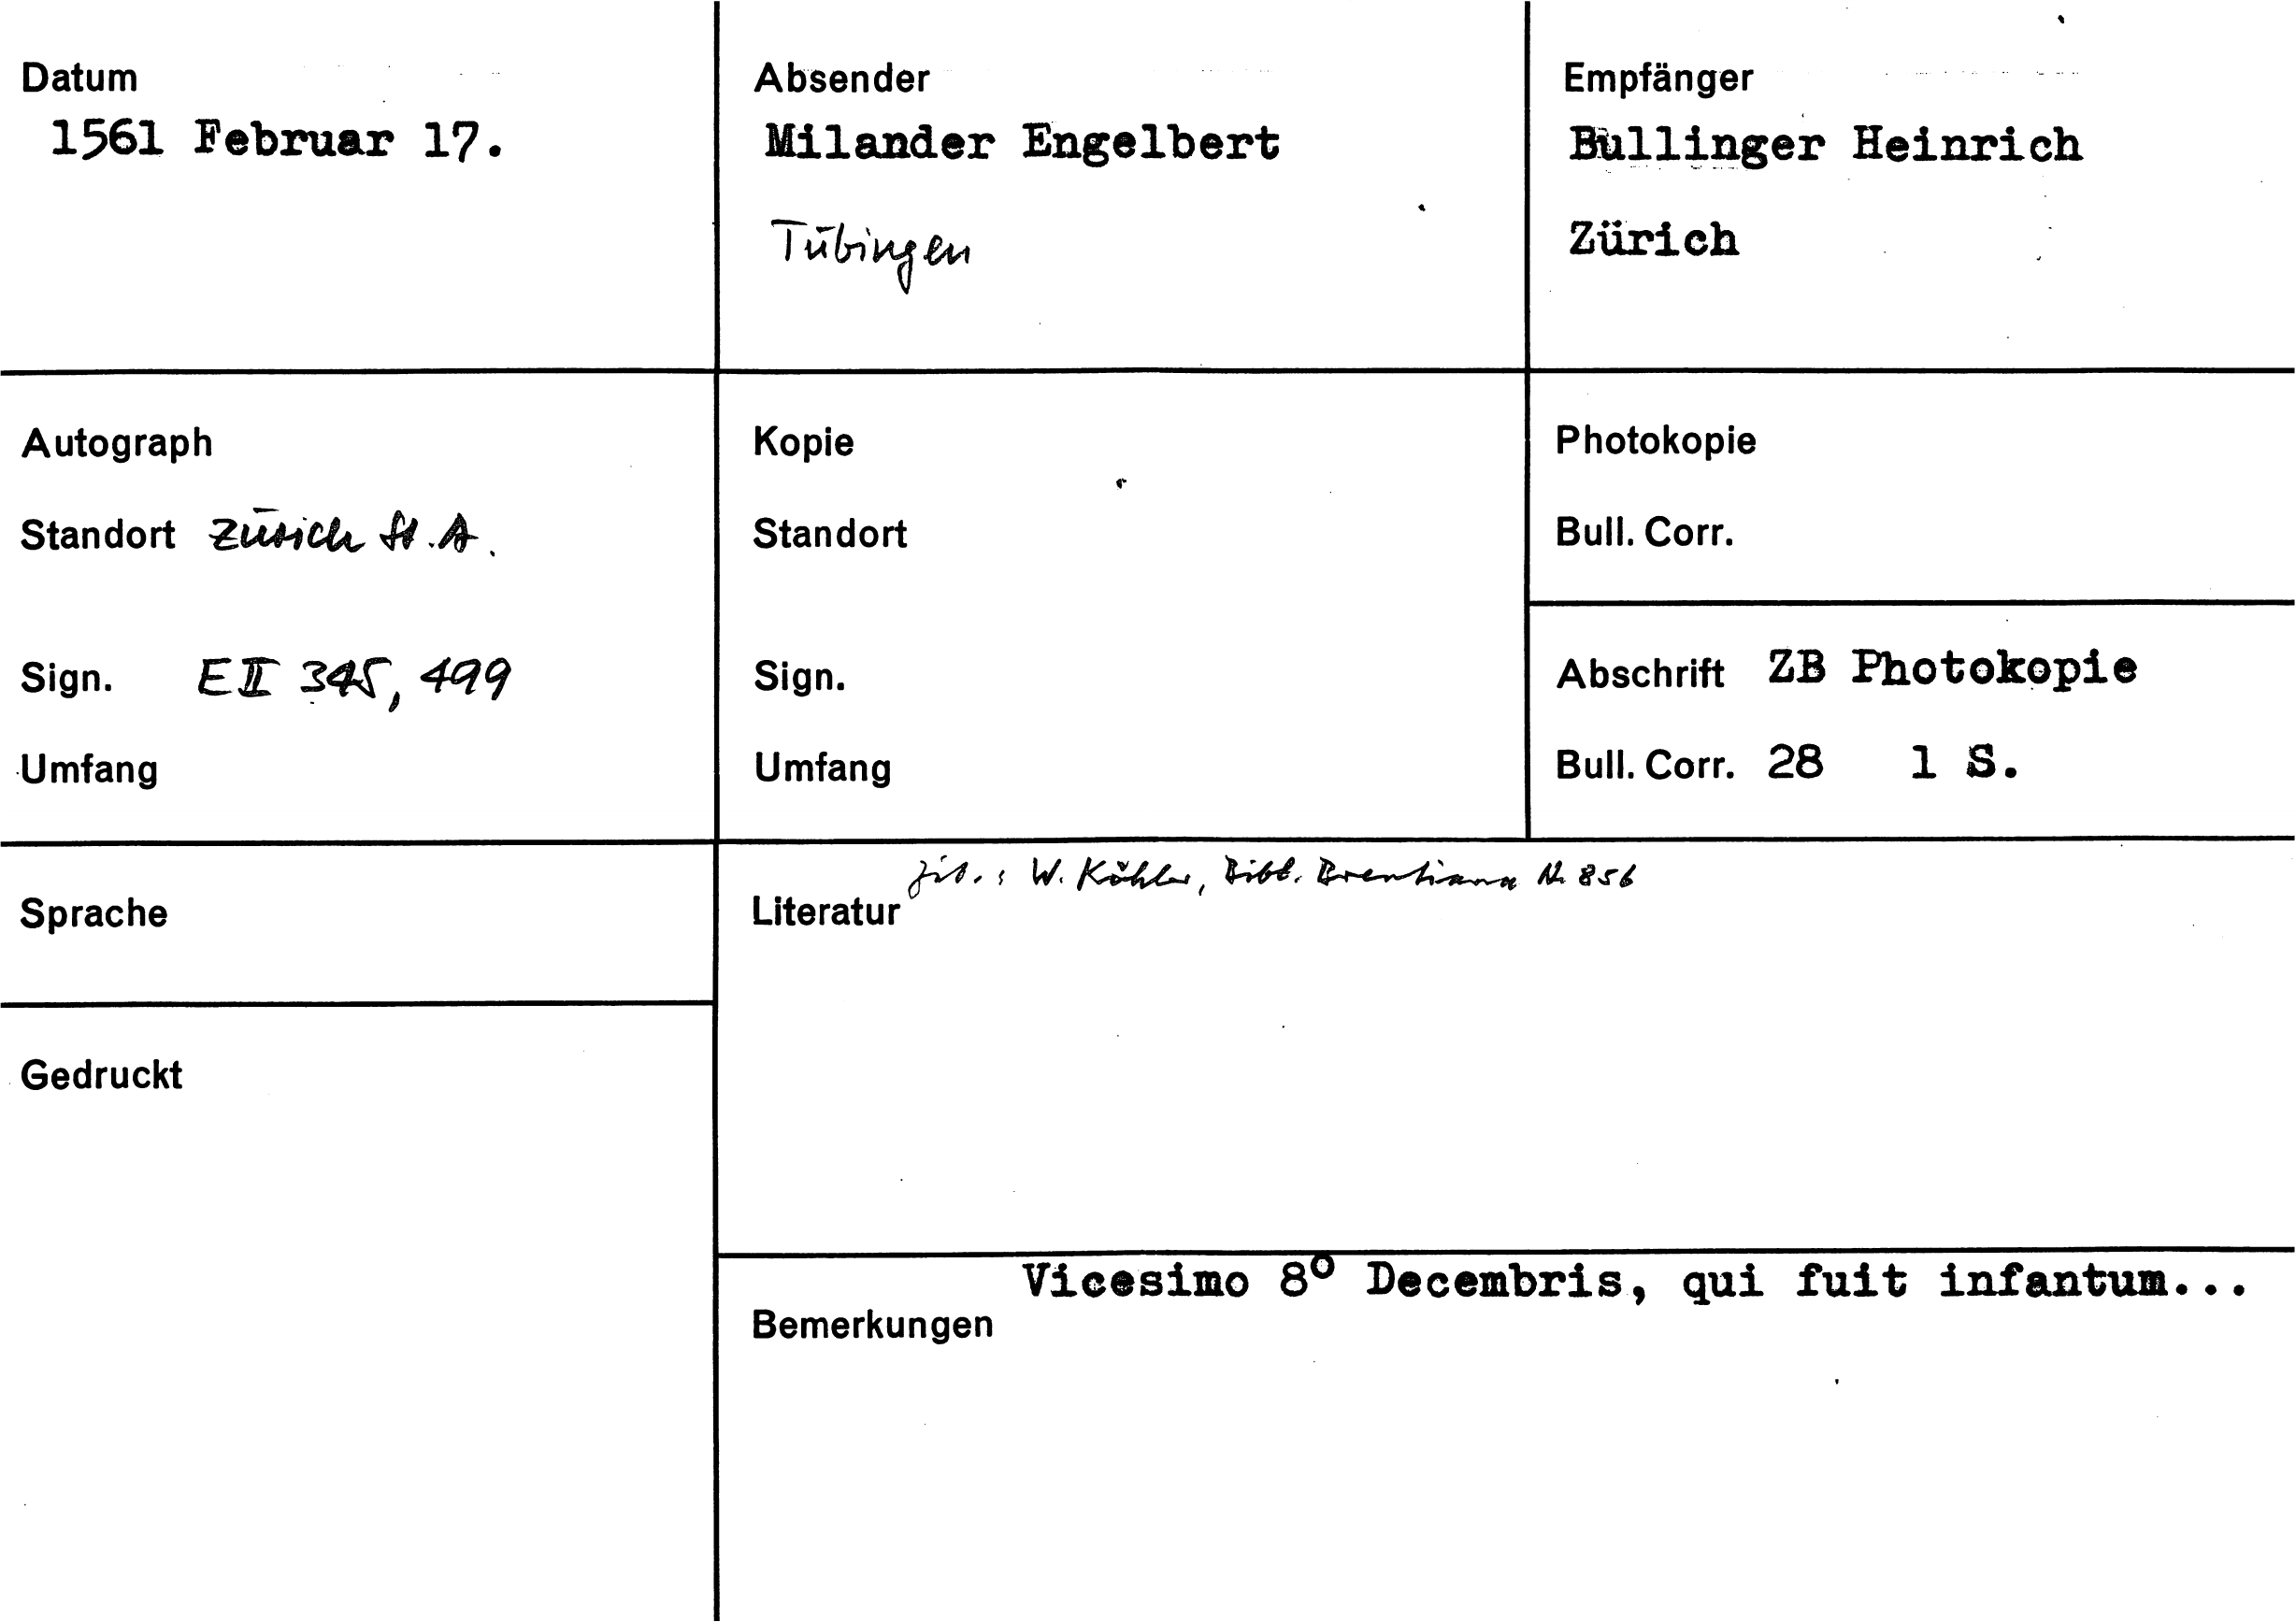 Datum
1561 Februar 17.
Absender
Milander Engelbert
Tübingen
Empfänger
Bullinger Heinrich
Zürich
Autograph
Standort Zürich St.A.
Sign. E II 345, 499
Umfang
Kopie
Standort
Sign.
Umfang
Photokopie
Bull. Corr.
Abschrift ZB Photokopie
Bull. Corr. 28 1 S.
Sprache
Gedruckt
zit.: W. Köhler, Bibl. Brentiana N. 856
Literatur
Vicesimo 8º Decembris, qui fuit infantum...
Bemerkungen